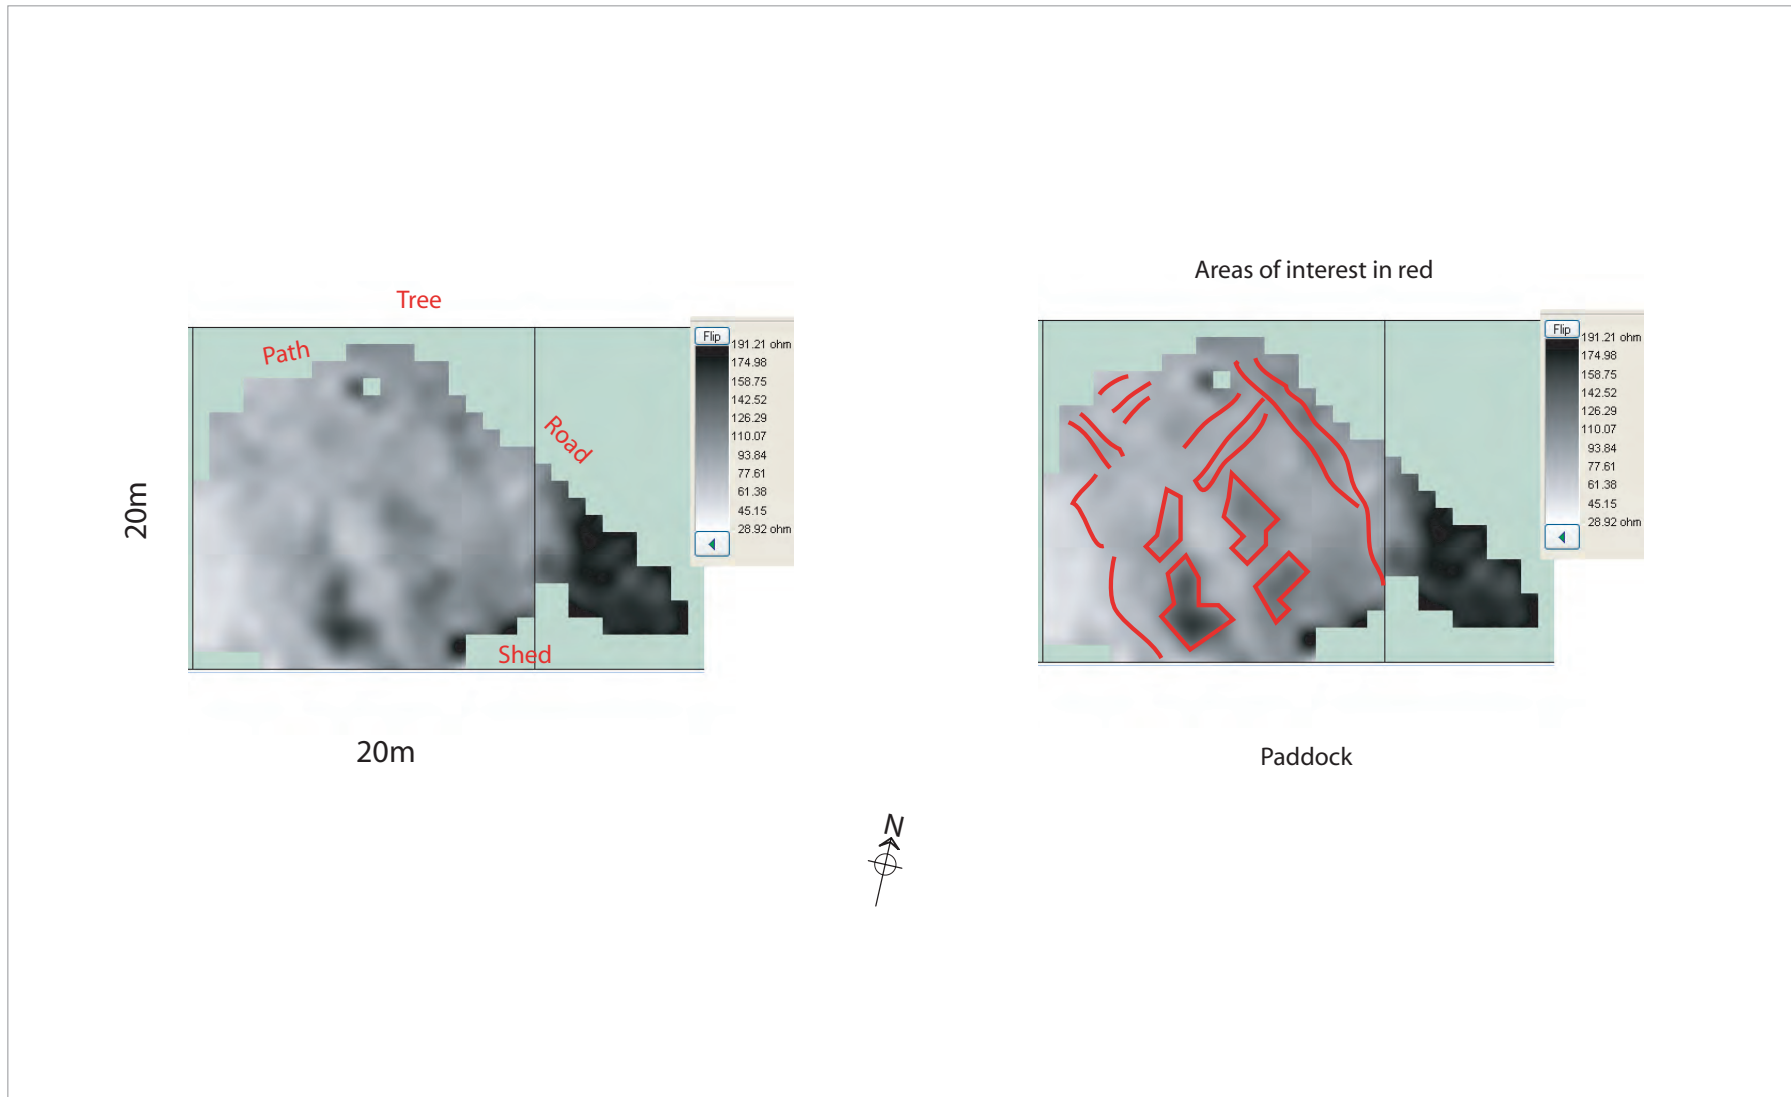 Areas of interest in red
Tree
Path
Road
Shed
20m
20m
Flip
191.21 ohm
174.98
158.75
142.52
126.29
110.07
93.84
77.61
61.38
45.15
28.92 ohm
Flip
191.21 ohm
174.98
158.75
142.52
126.29
110.07
93.84
77.61
61.38
45.15
28.92 ohm
Paddock
N